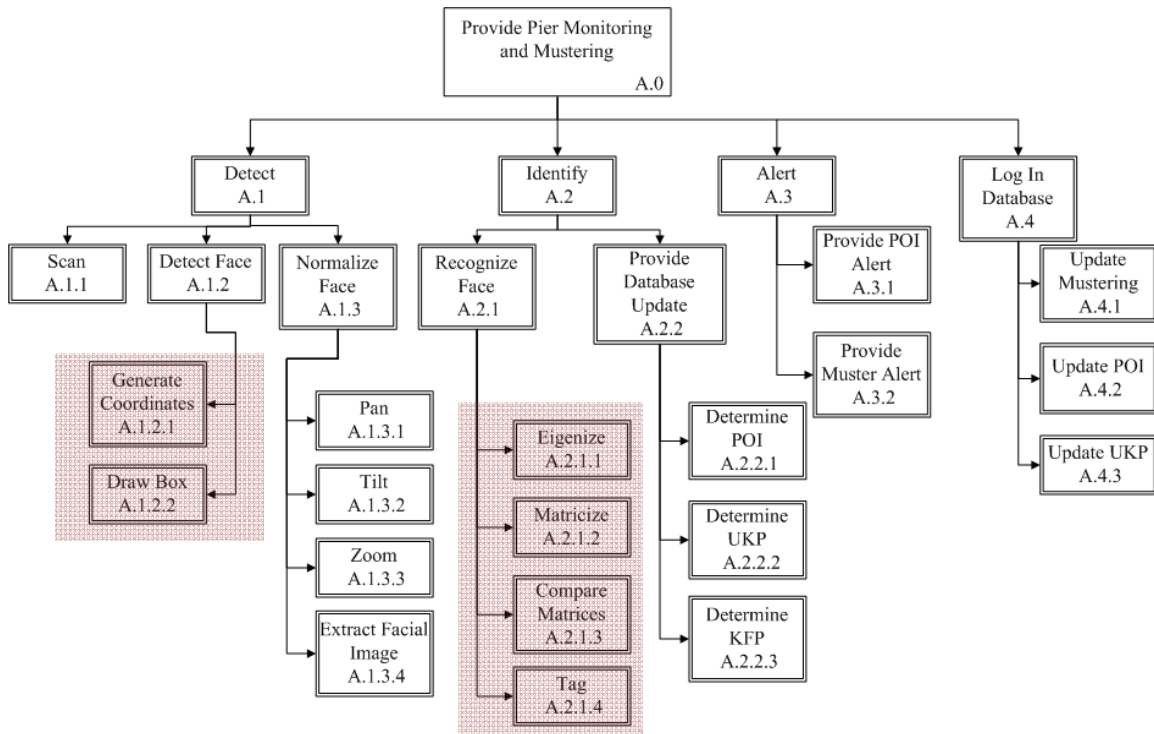 Provide Pier Monitoring
and Mustering
A.0
Detect
A.1
Identify
A.2
Alert
A.3
Log In
Database
A.4
Scan
A.1.1
Detect Face
A.1.2
Normalize
Face
A.1.3
Recognize
Face
A.2.1
Provide
Database
Update
A.2.2
Provide POI
Alert
A.3.1
Provide
Muster Alert
A.3.2
Update
Mustering
A.4.1
Update POI
A.4.2
Update UKP
A.4.3
Generate
Coordinates
A.1.2.1
Draw Box
A.1.2.2
Pan
A.1.3.1
Tilt
A.1.3.2
Zoom
A.1.3.3
Extract Facial
Image
A.1.3.4
Eigenize
A.2.1.1
Matricize
A.2.1.2
Compare
Matrices
A.2.1.3
Tag
A.2.1.4
Determine
POI
A.2.2.1
Determine
UKP
A.2.2.2
Determine
KFP
A.2.2.3